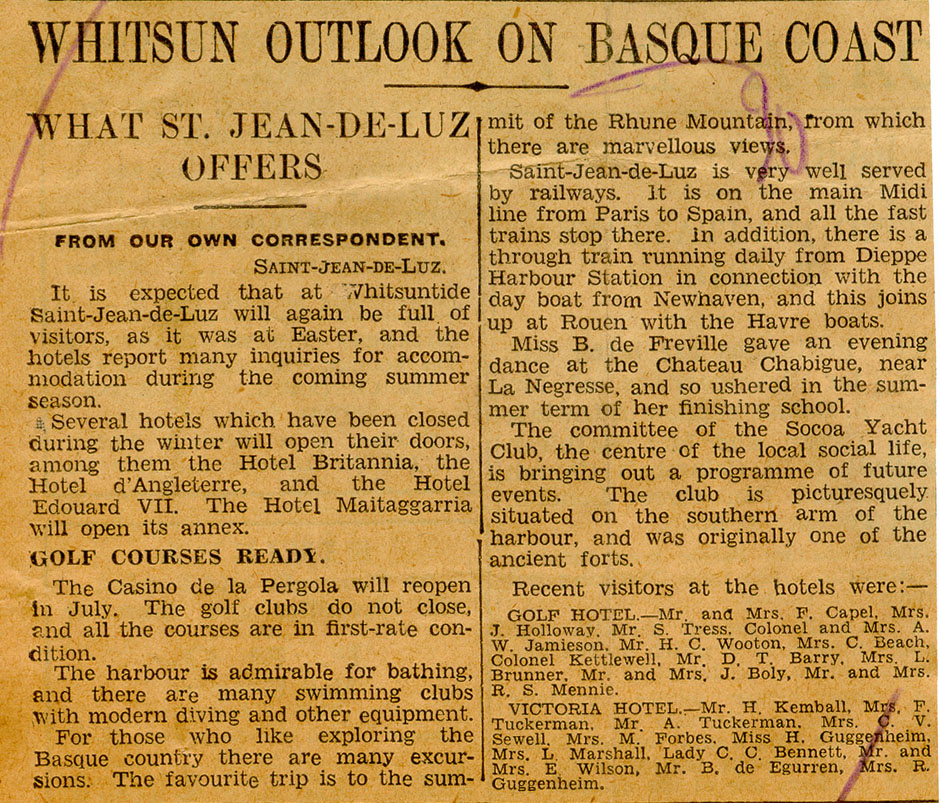 WHITSUN OUTLOOK ON BASQUE COAST
WHAT ST. JEAN-DE-LUZ
OFFERS
FROM OUR OWN CORRESPONDENT.
SAINT-JEAN-DE-LUZ.
It is expected that at Whitsuntide
Saint-Jean-de-Luz will again be full of
visitors, as it was at Easter, and the
hotels report many inquiries for accom-
modation during the coming summer
season.
Several hotels which have been closed
during the winter will open their doors,
among them the Hotel Britannia, the
Hotel d'Angleterre, and the Hotel
Edouard VII. The Hotel Maitaggarria
will open its annex.
GOLF COURSES READY.
The Casino de la Pergola will reopen
in July. The golf clubs do not close,
and all the courses are in first-rate con-
dition.
The harbour is admirable for bathing,
and there are many swimming clubs
with modern diving and other equipment.
For those who like exploring the
Basque country there are many excur-
sions. The favourite trip is to the sum-
mit of the Rhune Mountain, from which
there are marvellous views.
Saint-Jean-de-Luz is very well served
by railways. It is on the main Midi
line from Paris to Spain, and all the fast
trains stop there. In addition, there is a
through train running daily from Dieppe
Harbour Station in connection with the
day boat from Newhaven, and this joins
up at Rouen with the Havre boats.
Miss B. de Freville gave an evening
dance at the Chateau Chabigue, near
La Negresse, and so ushered in the sum-
mer term of her finishing school.
The committee of the Socoa Yacht
Club, the centre of the local social life,
is bringing out a programme of future
events. The club is picturesquely
situated on the southern arm of the
harbour, and was originally one of the
ancient forts.
Recent visitors at the hotels were:—
GOLF HOTEL.—Mr. and Mrs. F. Capel, Mrs.
J. Holloway, Mr. S. Tress, Colonel and Mrs. A.
W. Jamieson, Mr. H. C. Wooton, Mrs. C. Beach,
Colonel Kettlewell, Mr. D. T. Barry, Mrs. L.
Brunner, Mr. and Mrs. J. Boly, Mr. and Mrs.
R. S. Mennie.
VICTORIA HOTEL.—Mr. H. Kemball, Mrs. F.
Tuckerman, Mr. A. Tuckerman, Mrs. C. V.
Sewell, Mrs. M. Forbes, Miss H. Guggenheim,
Mrs. L. Marshall, Lady C. C. Bennett, Mr. and
Mrs. E. Wilson, Mr. B. de Egurren, Mrs. R.
Guggenheim.